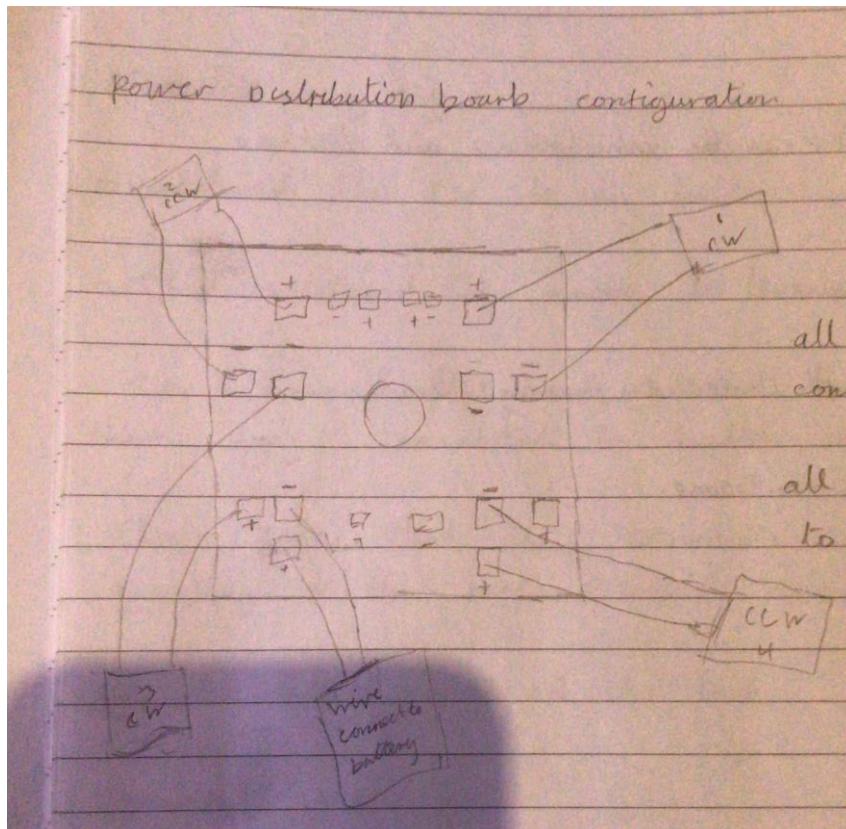 power Distribution board configuration
2
ccw
1
cw
+
+
- + + -
all
- - - -
con
-
all
- -
+ +
to
- -
+ +
CCW
4
3
cw
wire
connect to
battery